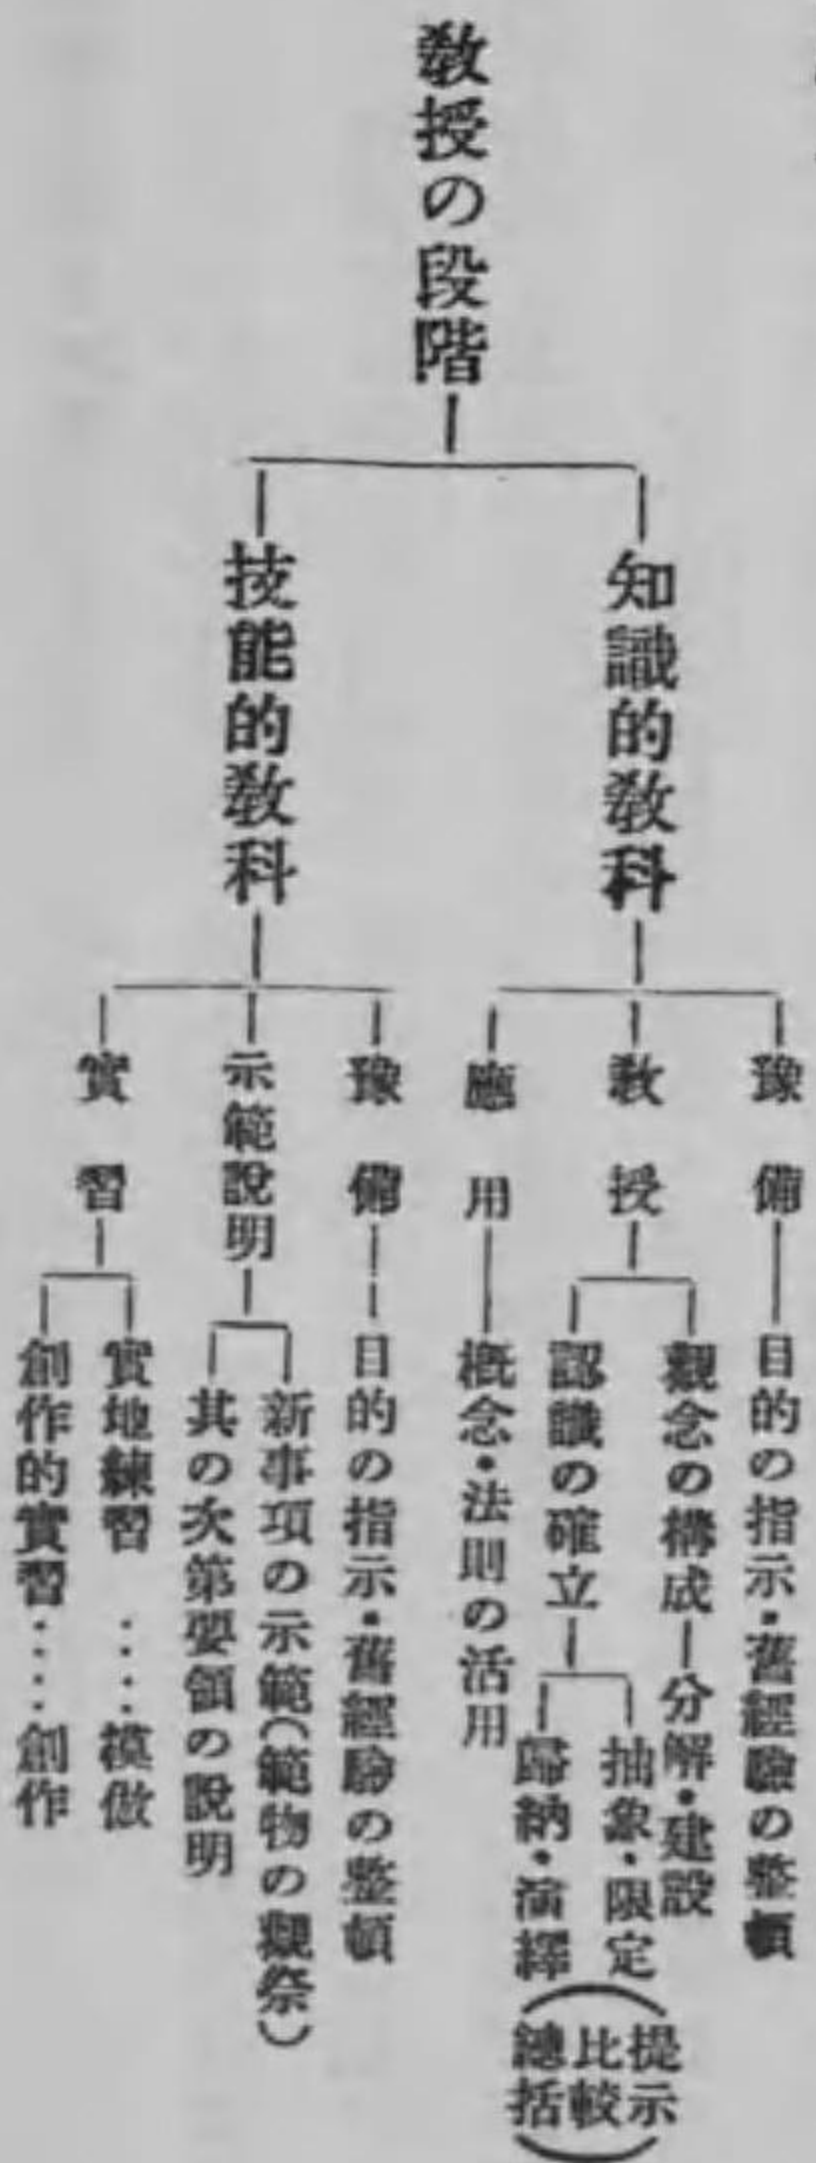 教授の段階
知識的教科
豫備
目的の指示・舊經驗の整頓
教授
觀念の構成
分解・建設
認識の確立
抽象・限定
歸納・演繹
(提示
比較
總括)
應用
概念・法則の活用
技能的教科
豫備
目的の指示・舊經驗の整頓
示範說明
新事項の示範(範物の觀察)
其の次第要領の說明
實習
實地練習‥‥模倣
創作的實習‥‥創作